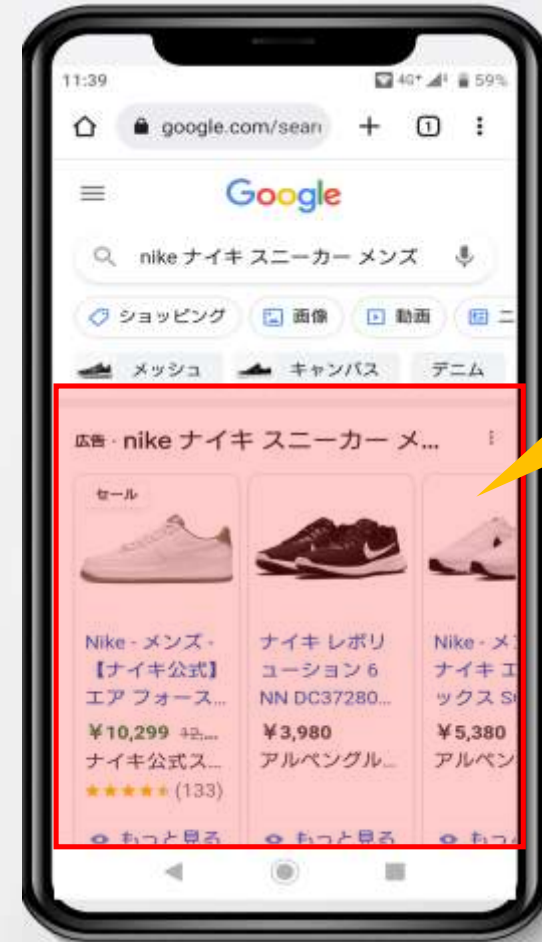 11:39
4G+ 59%
google.com/sear
1
Google
nike ナイキ スニーカー メンズ
ショッピング 画像 動画 ニ
メッシュ キャンバス デニム
広告・nike ナイキ スニーカー メ...
セール
Nike - メンズ -
【ナイキ公式】
エア フォース...
¥10,299
ナイキ公式ス...
(133)
もっと見る
ナイキ レボリ
ューション 6
NN DC37280...
¥3,980
アルペングル...
もっと見る
Nike - メ
ナイキ エ
ックス S
¥5,380
アルペン
もっ